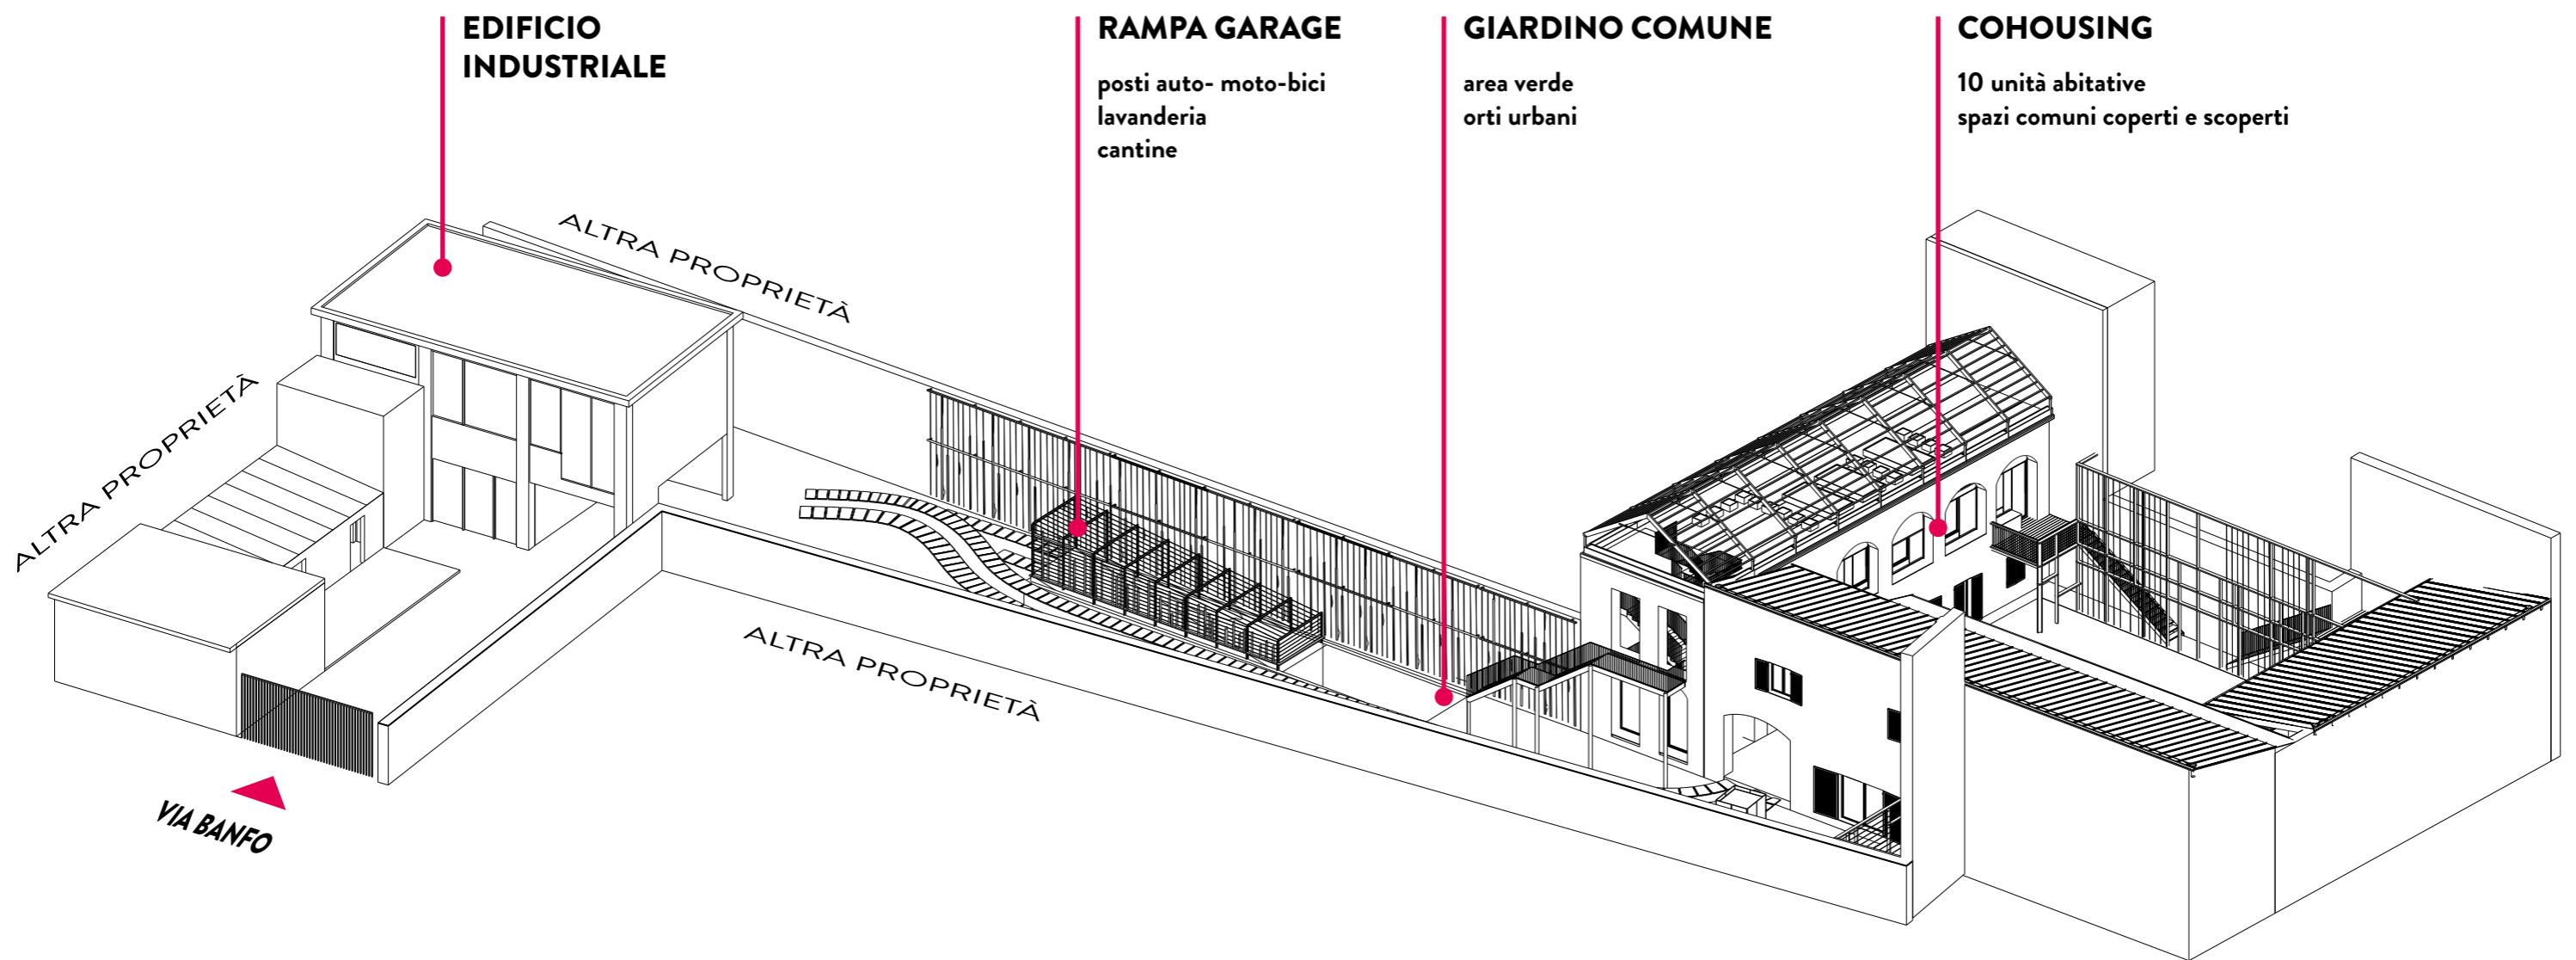 EDIFICIO
INDUSTRIALE
RAMPA GARAGE
posti auto- moto-bici
lavanderia
cantine
GIARDINO COMUNE
area verde
orti urbani
COHOUSING
10 unità abitative
spazi comuni coperti e scoperti
ALTRA PROPRIETÀ
ALTRA PROPRIETÀ
ALTRA PROPRIETÀ
VIA BANFO